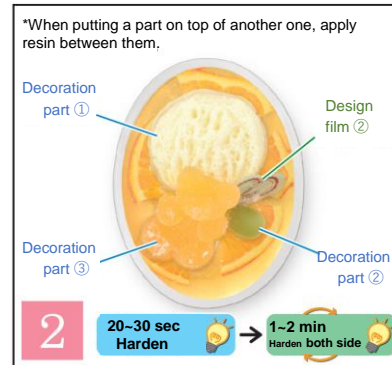 *When putting a part on top of another one, apply
resin between them.
Decoration
part ①
Design
film ②
Decoration
part ③
Decoration
part ②
2
20~30 sec
Harden
1~2 min
Harden both side